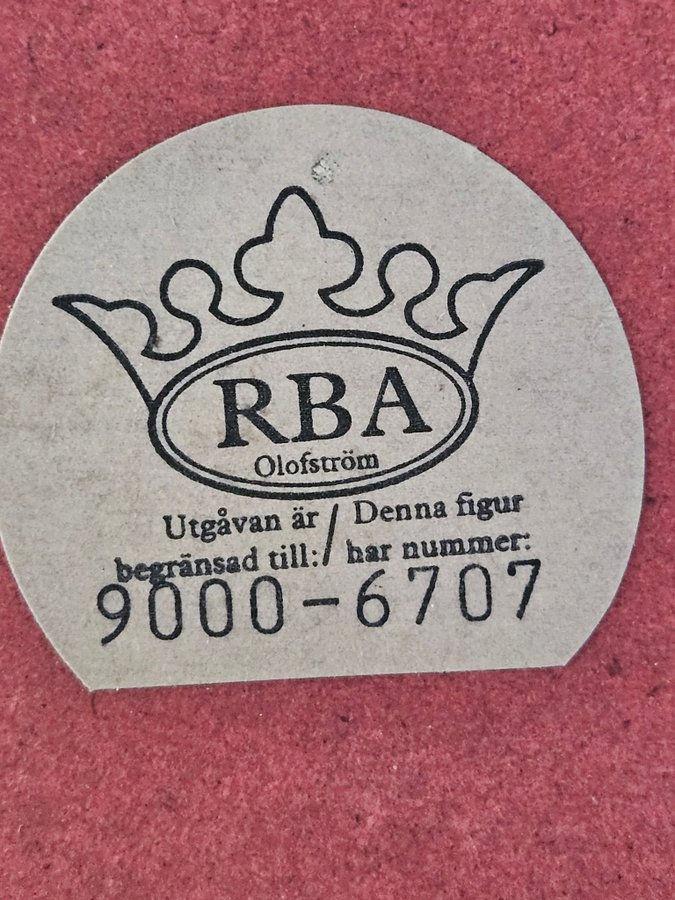 RBA
Olofström
Utgåvan är / Denna figur
begränsad till: / har nummer:
9000-6707